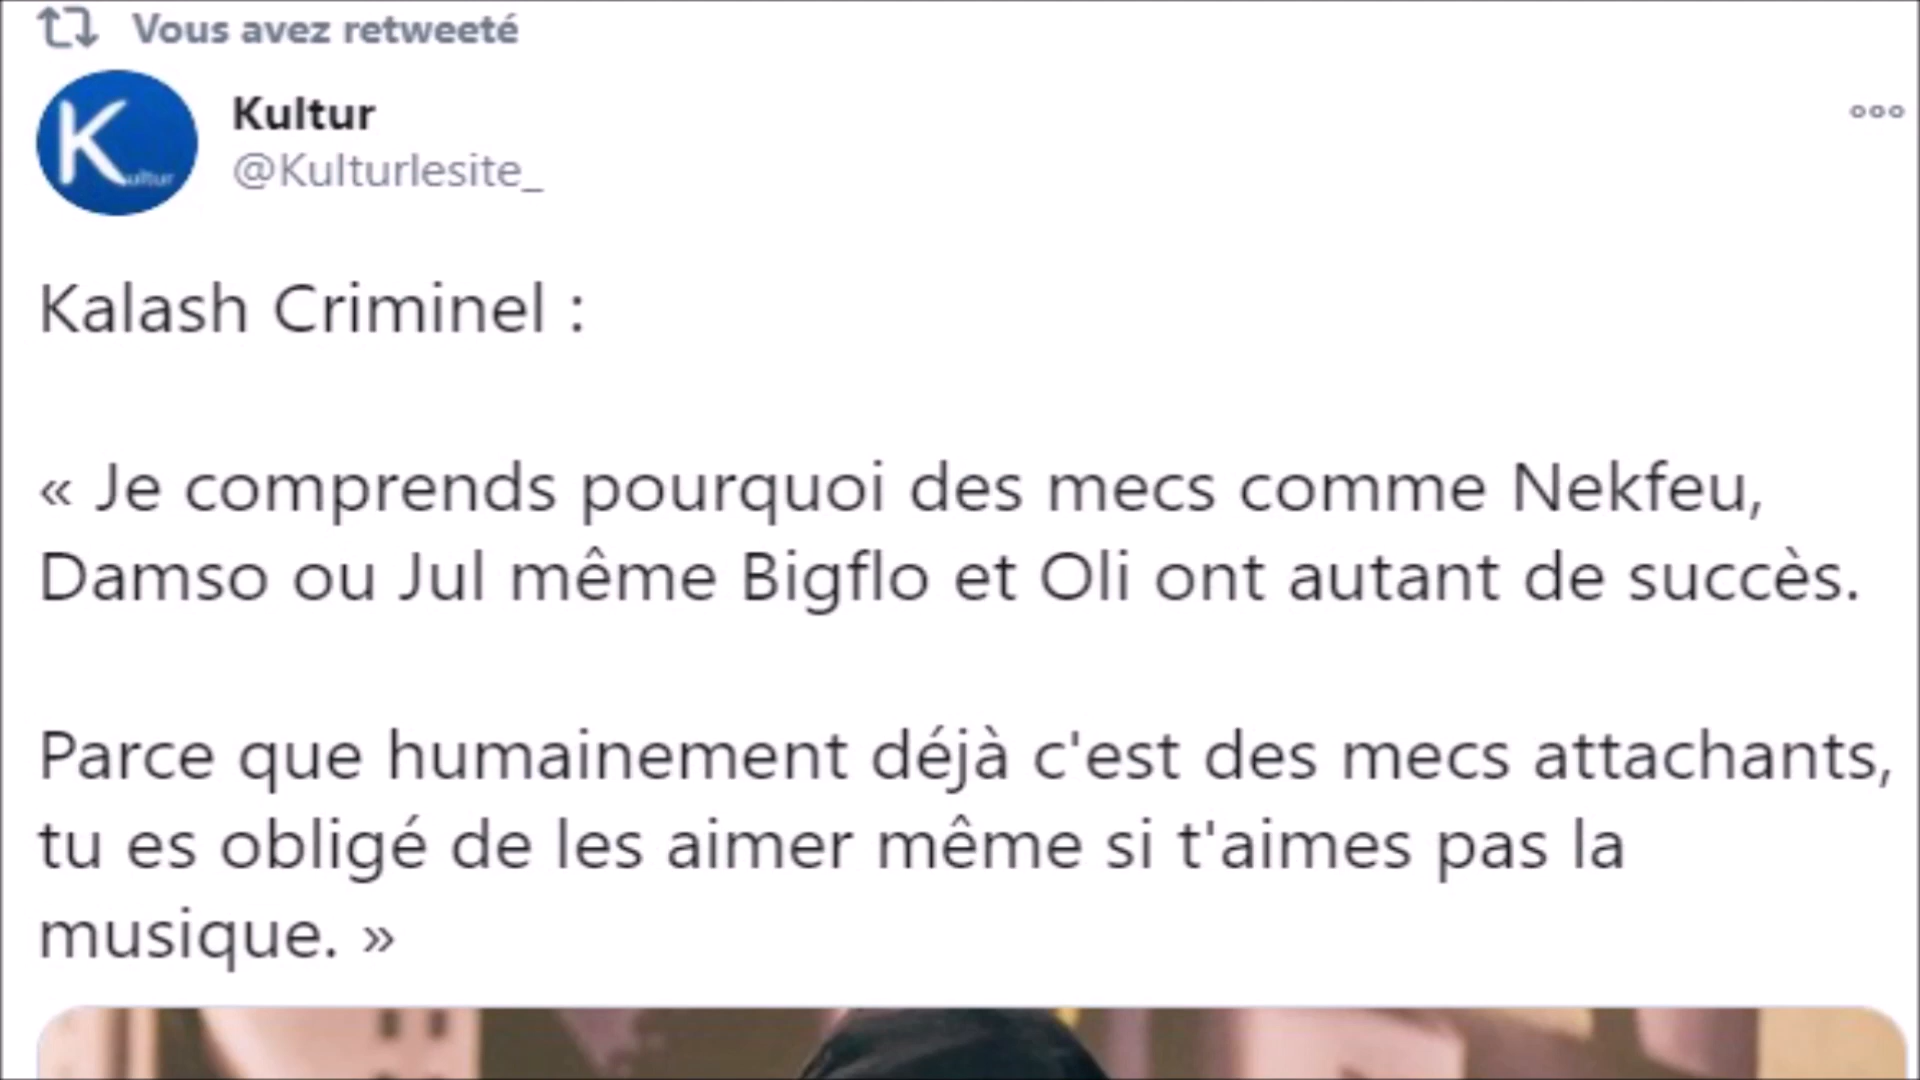 Vous avez retweeté
Kultur
@Kulturlesite_
Kultur
Kalash Criminel :
« Je comprends pourquoi des mecs comme Nekfeu,
Damso ou Jul même Bigflo et Oli ont autant de succès.
Parce que humainement déjà c'est des mecs attachants,
tu es obligé de les aimer même si t'aimes pas la
musique. »